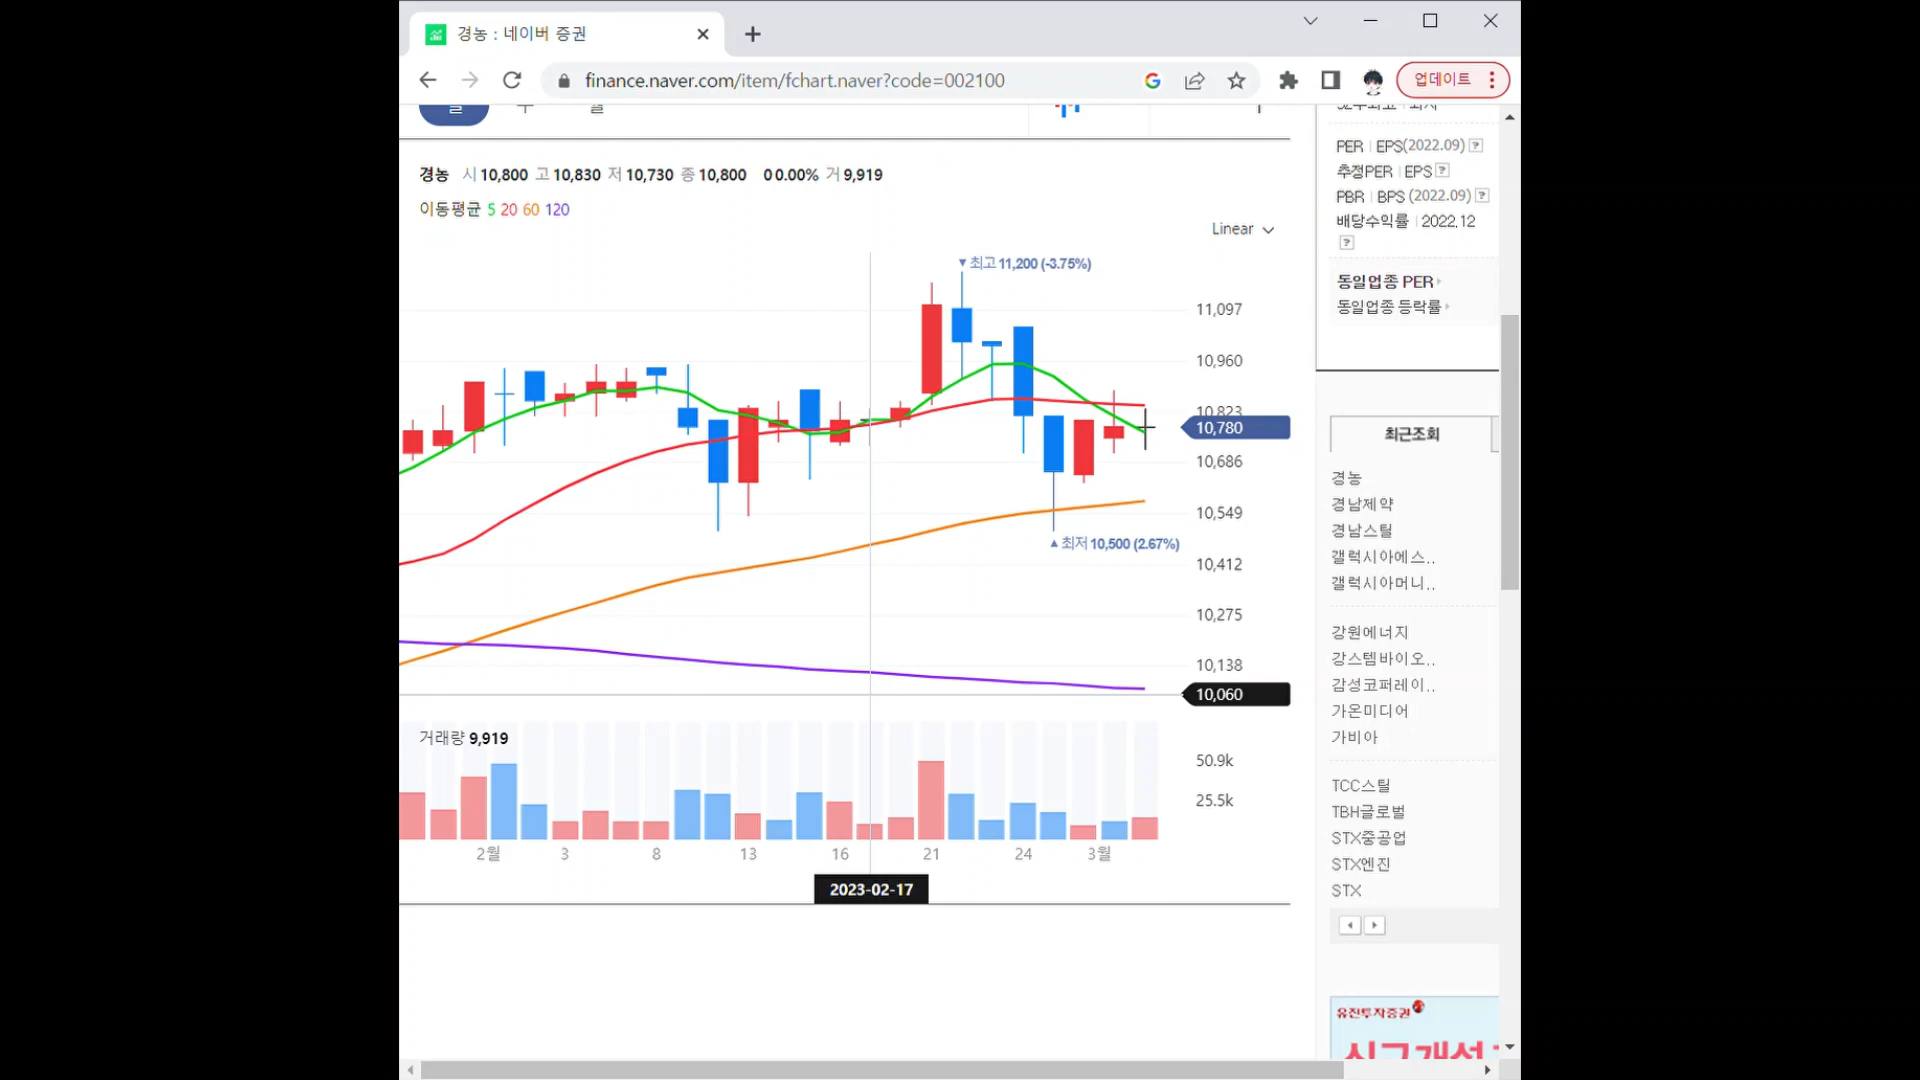 경농 : 네이버 증권
finance.naver.com/item/fchart.naver?code=002100
업데이트
일
월
경농 시 10,800 고 10,830 저 10,730 종 10,800 0 0.00% 거 9,919
이동평균 5 20 60 120
Linear
최고 11,200 (-3.75%)
11,097
10,960
10,823
10,780
10,686
10,549
최저 10,500 (2.67%)
10,412
10,275
10,138
10,060
거래량 9,919
50.9k
25.5k
2월 3 8 13 16 21 24 3월
2023-02-17
PER EPS(2022.09) ?
추정PER EPS ?
PBR BPS (2022.09) ?
배당수익률 2022.12
?
동일업종 PER
동일업종 등락률
최근조회
경농
경남제약
경남스틸
갤럭시아에스..
갤럭시아머니..
강원에너지
강스템바이오..
감성코퍼레이..
가온미디어
가비아
TCC스틸
TBH글로벌
STX중공업
STX엔진
STX
유진투자증권